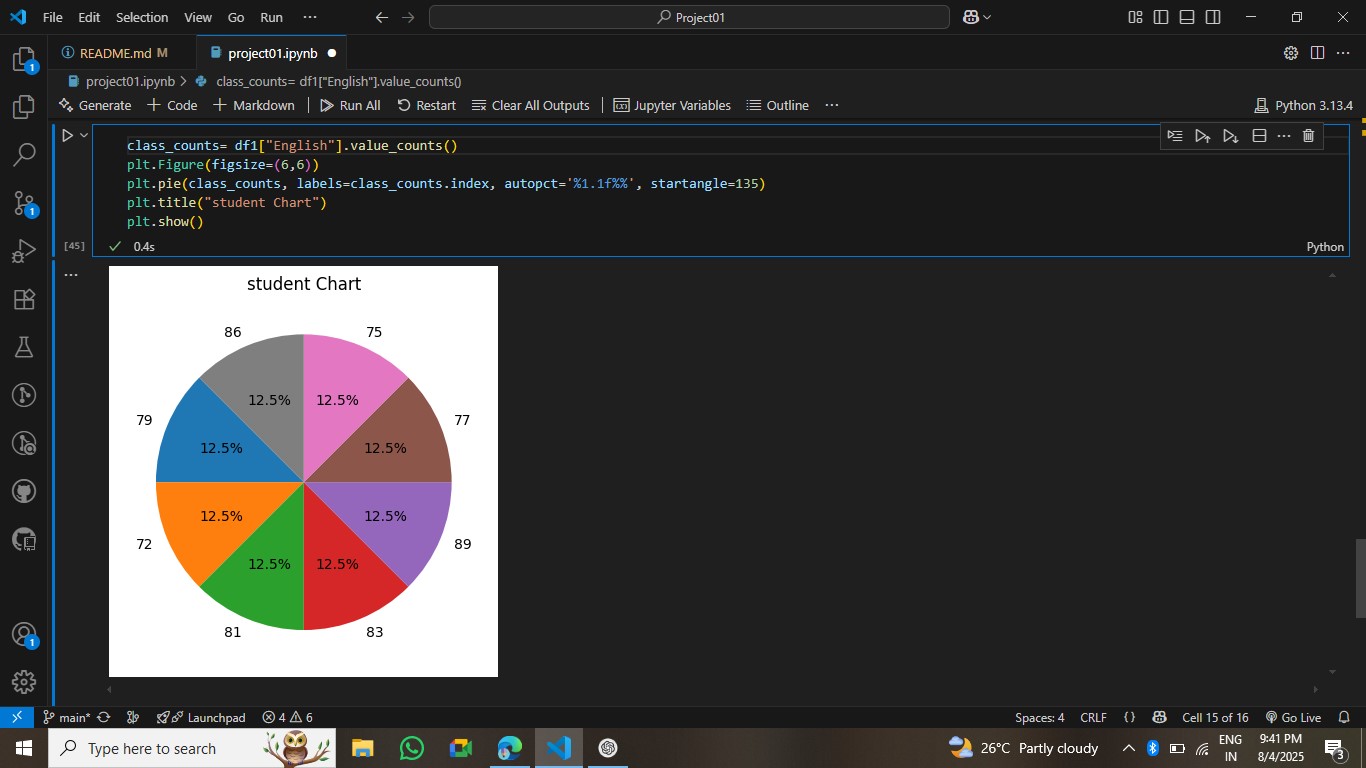 File Edit Selection View Go Run ··· Project01
README.md M project01.ipynb
project01.ipynb > class_counts= df1["English"].value_counts()
Generate + Code + Markdown Run All Restart Clear All Outputs Jupyter Variables Outline ··· Python 3.13.4
class_counts= df1["English"].value_counts()
plt.Figure(figsize=(6,6))
plt.pie(class_counts, labels=class_counts.index, autopct='%1.1f%%', startangle=135)
plt.title("student Chart")
plt.show()
[45] 0.4s Python
student Chart
86 75
12.5% 12.5%
79 77
12.5% 12.5%
12.5% 12.5%
72 89
12.5% 12.5%
81 83
1
1
1
main* Launchpad 4 6 Spaces: 4 CRLF {} Cell 15 of 16 Go Live
Type here to search 26°C Partly cloudy ENG 9:41 PM
IN 8/4/2025 3